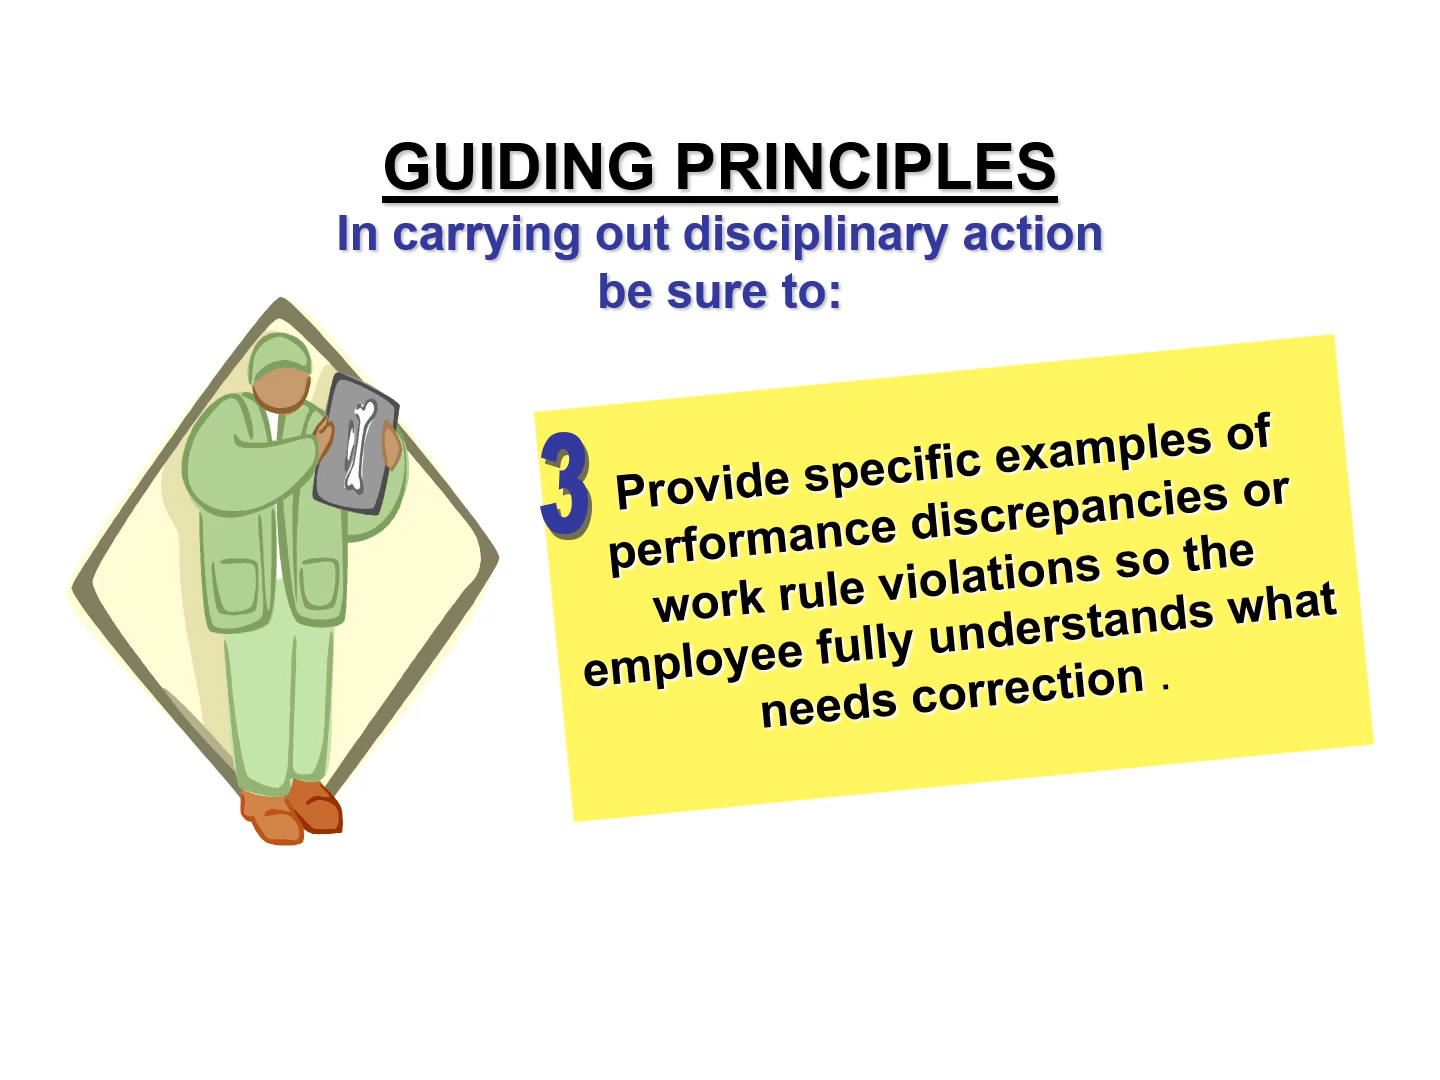 GUIDING PRINCIPLES
In carrying out disciplinary action
be sure to:
3 Provide specific examples of
performance discrepancies or
work rule violations so the
employee fully understands what
needs correction .